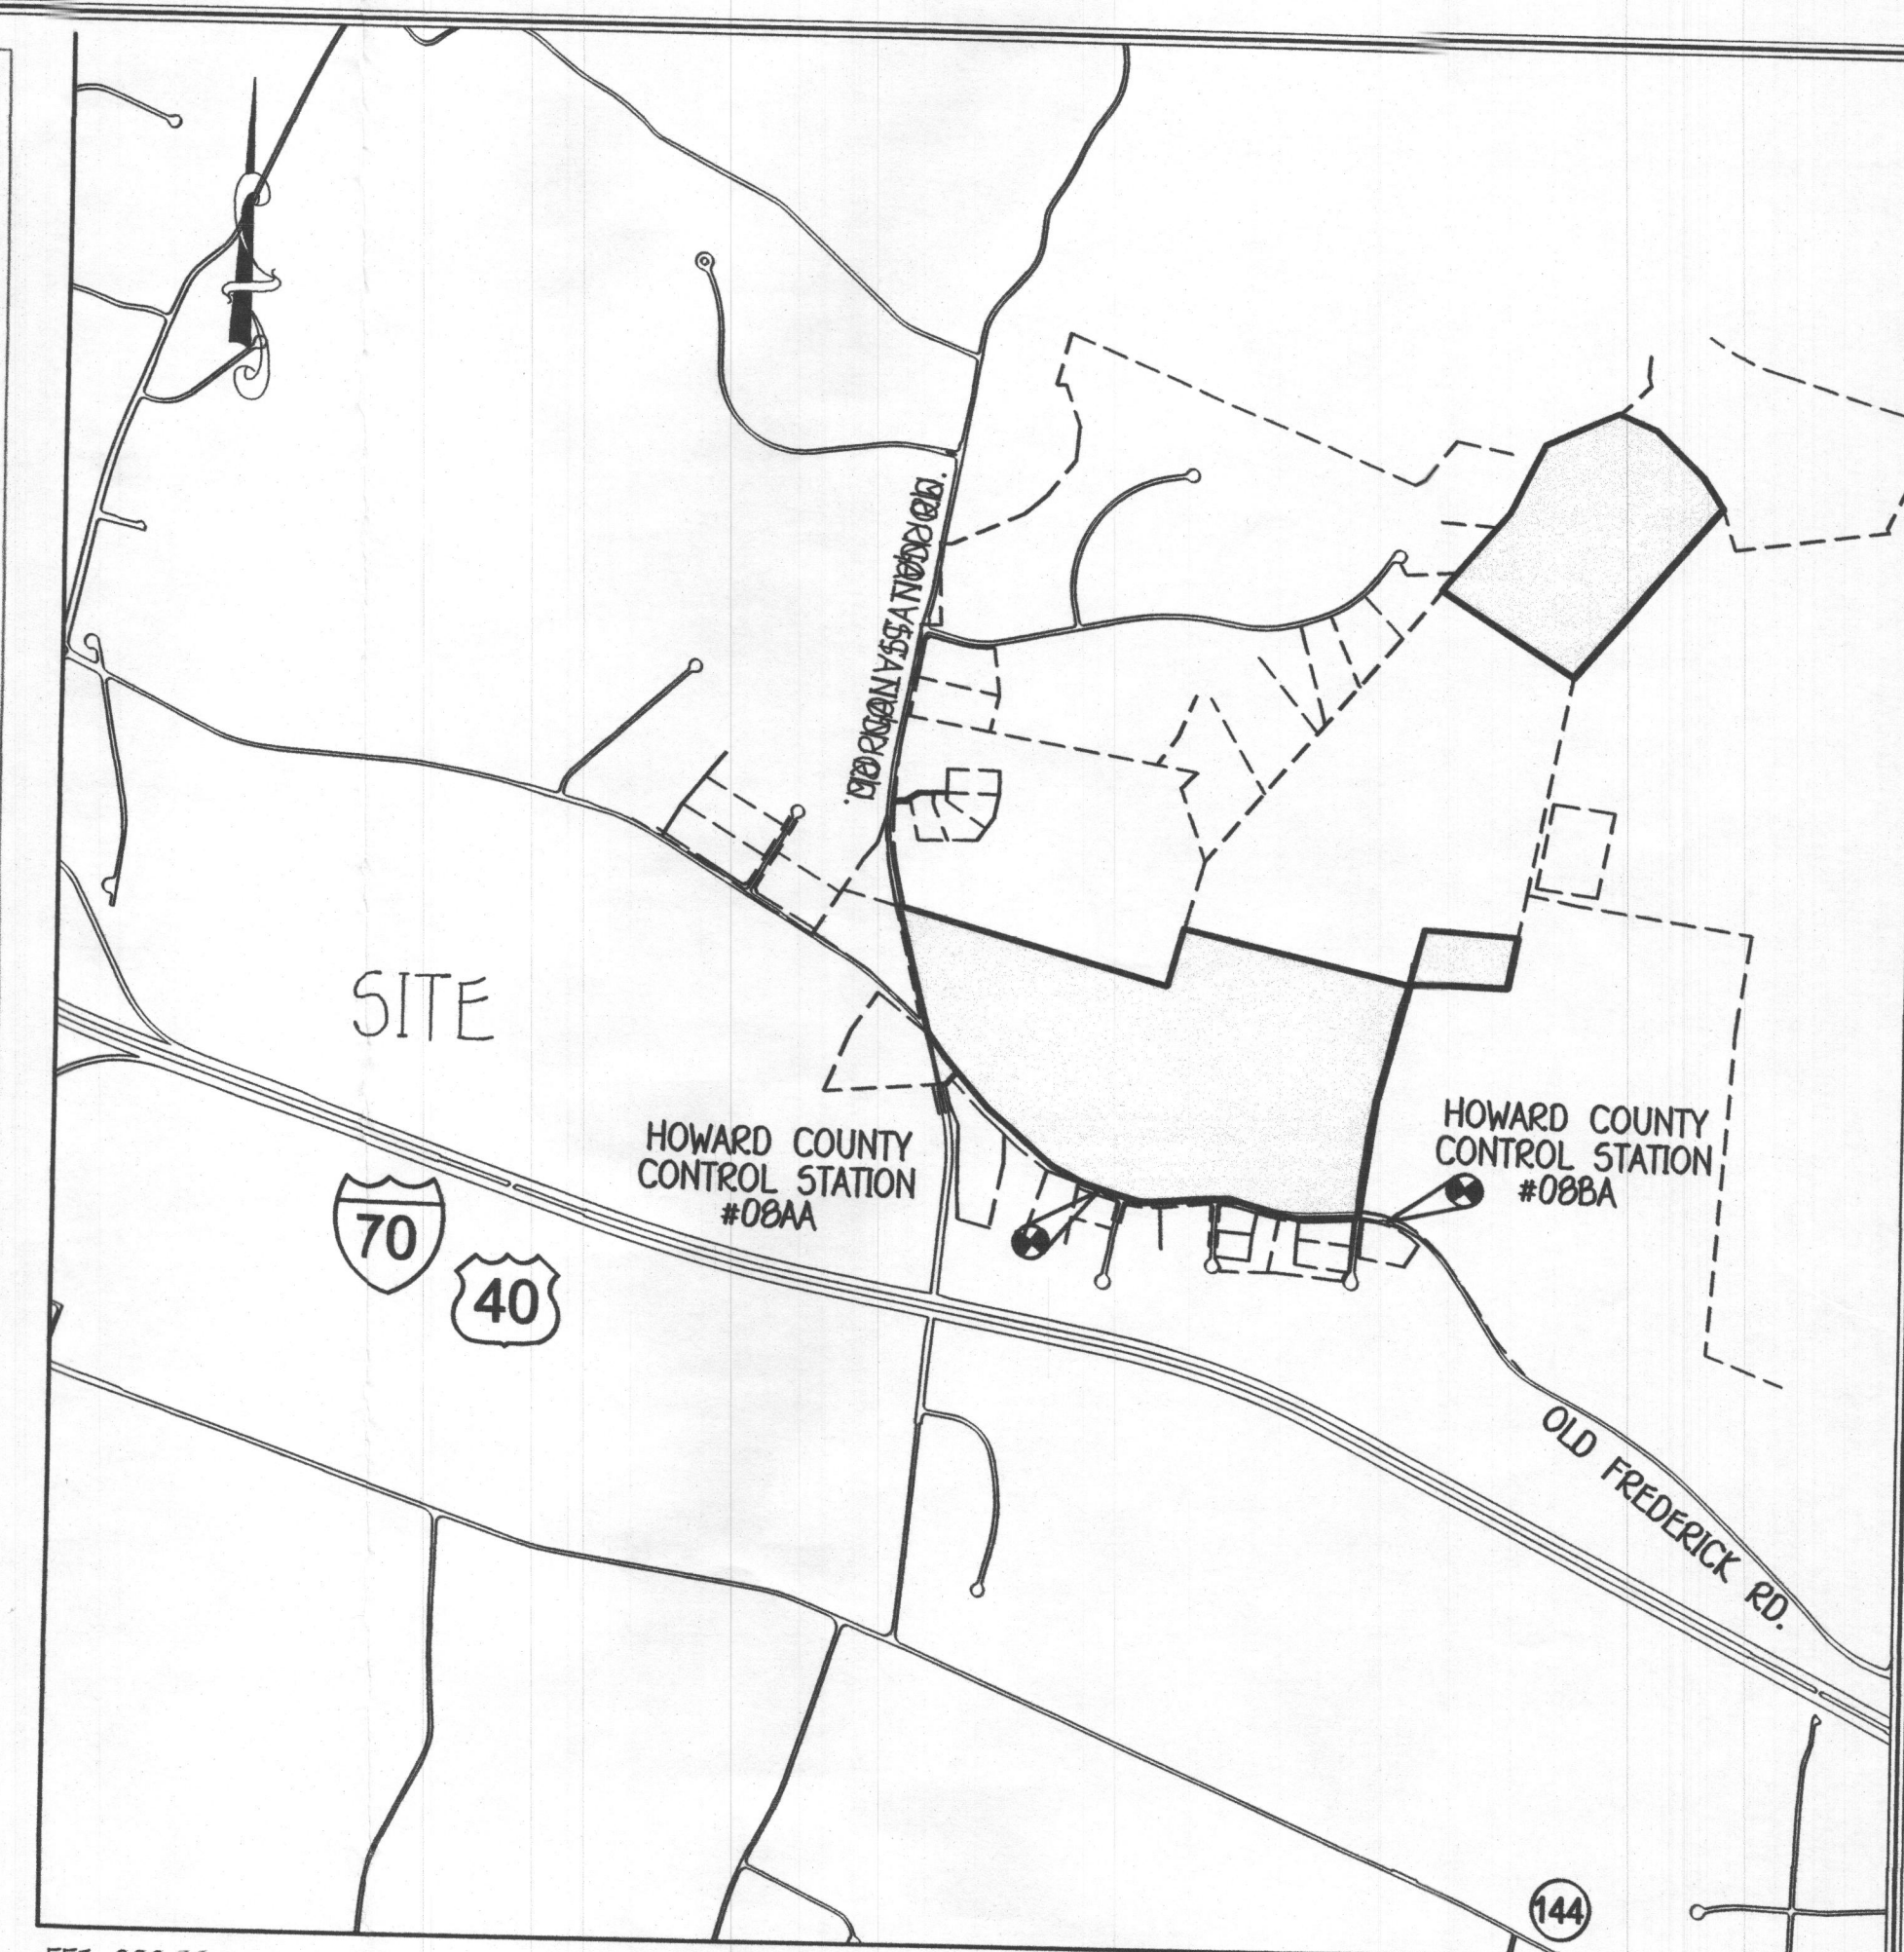 SITE
HOWARD COUNTY
CONTROL STATION
#08AA
HOWARD COUNTY
CONTROL STATION
#08BA
70
40
OLD FREDERICK RD.
144